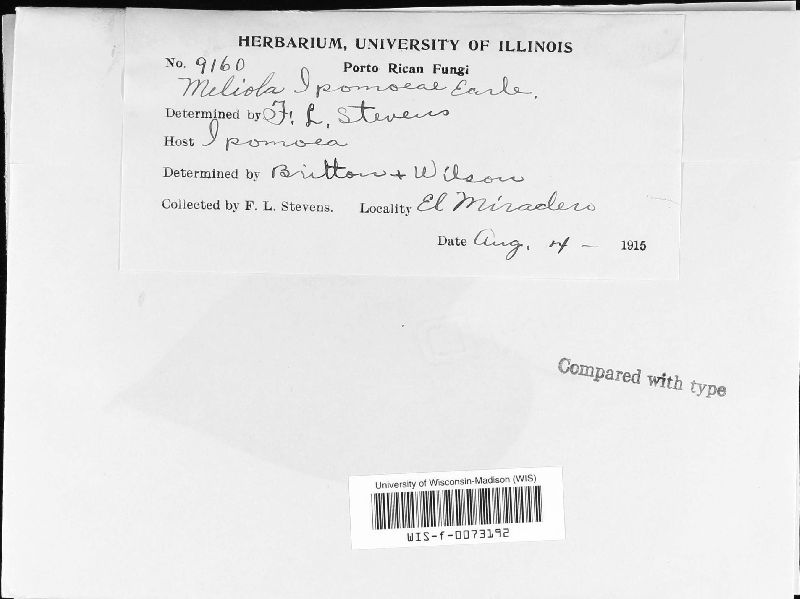 HERBARIUM, UNIVERSITY OF ILLINOIS
No. 9160 Porto Rican Fungi
Meliola Ipomoeae Earle.
Determined by F. L. Stevens
Host Ipomoea
Determined by Britton + Wilson
Collected by F. L. Stevens. Locality El Miradero
Date Aug. 4 - 1915
Compared with type
University of Wisconsin-Madison (WIS)
WIS-f-0073192